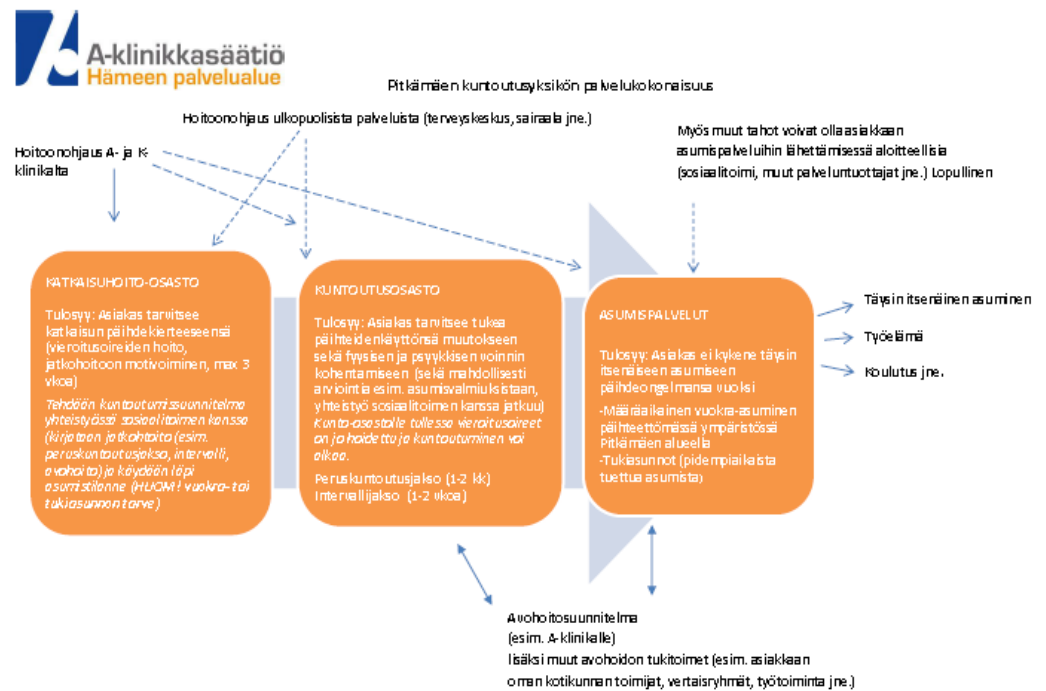 A-klinikkasäätiö
Hämeen palvelualue
Pitkämäen kuntoutusyksikön palvelukokonaisuus
Hoitoonohjaus ulkopuolisista palveluista (terveyskeskus, sairaala jne.)
Hoitoonohjaus A- ja K-
klinikalta
Myös muut tahot voivat olla asiakkaan
asumispalveluihin lähettämisessä aloitteellisia
(sosiaalitoimi, muut palveluntuottajat jne.) Lopullinen
KATKAISUHOITO-OSASTO
Tulosyy: Asiakas tarvitsee
katkaisun päihdekierteeseensä
(vieroitusoireiden hoito,
jatkohoitoon motivoiminen, max 3
vkoa)
Tehdään kuntoutumissuunnitelma
yhteistyössä sosiaalitoimen kanssa
(kirjataan jatkohoito (esim.
peruskuntoutusjakso, intervalli,
avohoito) ja käydään läpi
asumistilanne (HUOM! vuokra- tai
tukiasunnon tarve)
KUNTOUTUSOSASTO
Tulosyy: Asiakas tarvitsee tukea
päihteidenkäyttönsä muutokseen
sekä fyysisen ja psyykkisen voinnin
kohentamiseen (sekä mahdollisesti
arviointia esim. asumisvalmiuksistaan,
yhteistyö sosiaalitoimen kanssa jatkuu)
Kunto-osastolle tullessa vieroitusoireet
on jo hoidettu ja kuntoutuminen voi
alkaa.
Peruskuntoutusjakso (1-2 kk)
Intervallijakso (1-2 vkoa)
ASUMISPALVELUT
Tulosyy: Asiakas ei kykene täysin
itsenäiseen asumiseen
päihdeongelmansa vuoksi
-Määräaikainen vuokra-asuminen
päihteettömässä ympäristössä
Pitkämäen alueella
-Tukiasunnot (pidempiaikaista
tuettua asumista)
Täysin itsenäinen asuminen
Työelämä
Koulutus jne.
Avohoitosuunnitelma
(esim. A-klinikalle)
lisäksi muut avohoidon tukitoimet (esim. asiakkaan
oman kotikunnan toimijat, vertaisryhmät, työtoiminta jne.)